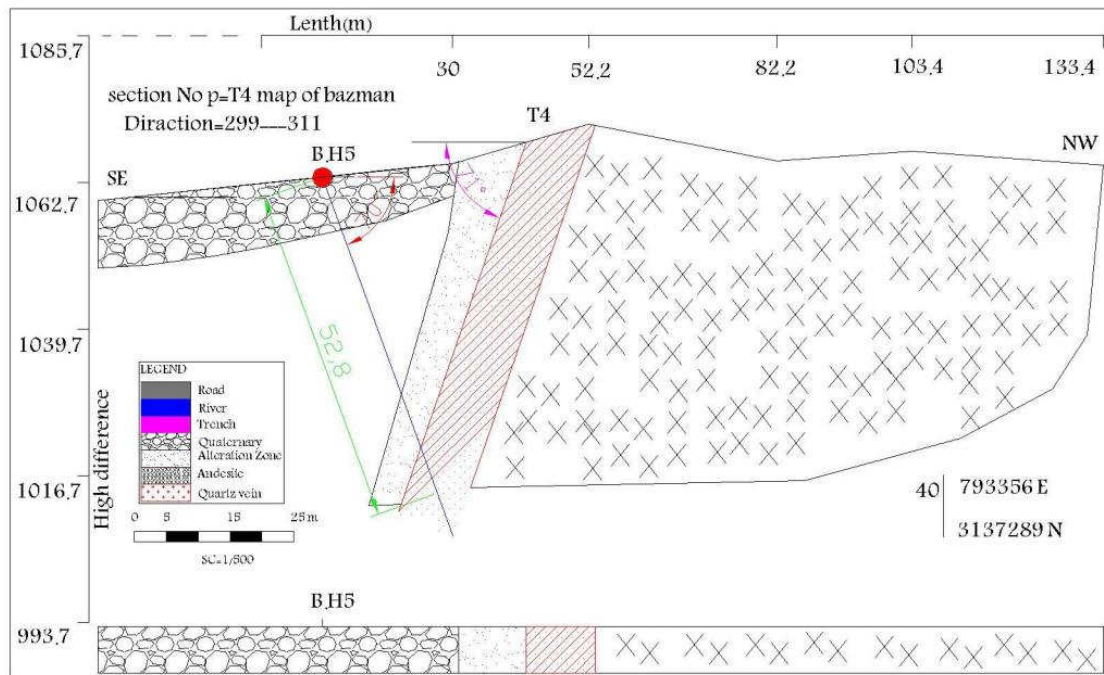 Lenth(m)
1085,7
30
52,2
82,2
103,4
133,4
section No p=T4 map of bazman
Diraction=299---311
T4
B.H5
SE
NW
1062,7
52,8
1039,7
LEGEND
Road
River
Trench
Quaternary
Alteration Zone
Andesite
Quartz vein
High difference
1016,7
40
793356 E
3137289 N
0 5 15 25 m
SC=1/500
B.H5
993,7